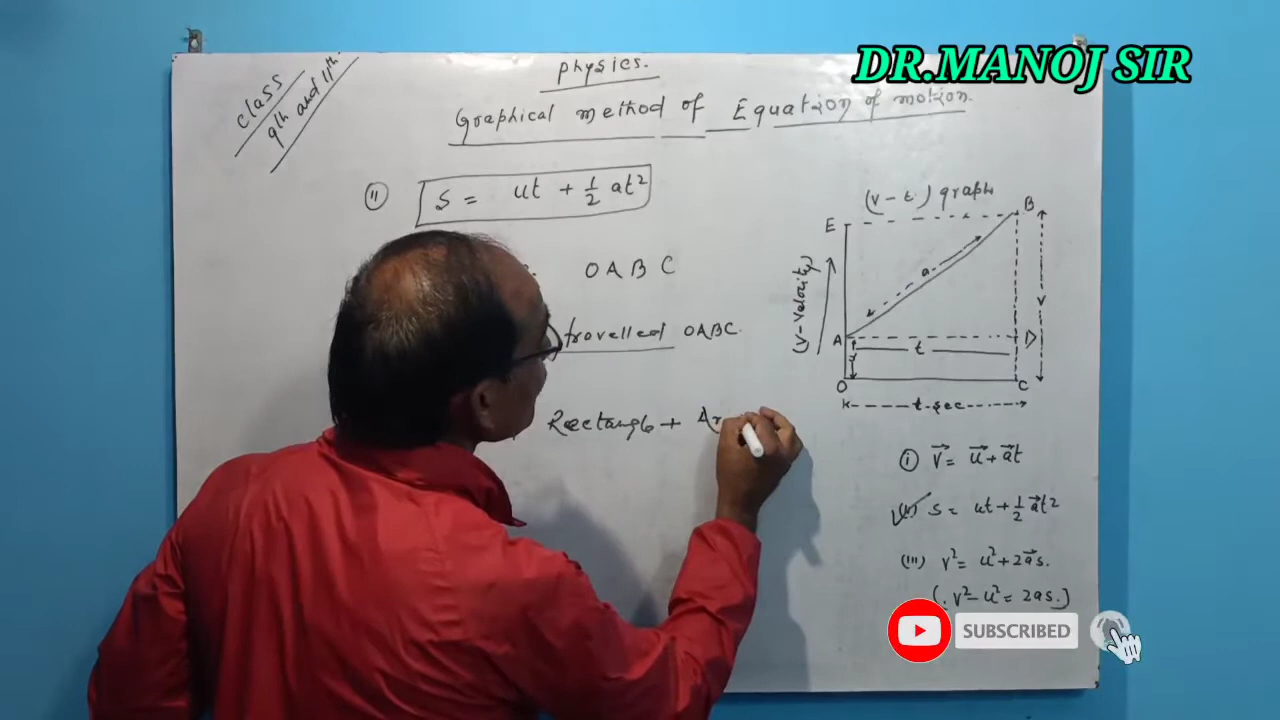 DR.MANOJ SIR
class
9th and 11th
Physics.
Graphical method of Equation of motion.
(II) S = ut + 1/2 at²
OABC
travelled OABC.
Rectangle + Ar
(v-t) graph
E
B
(v-velocity)
a
v
A
t
D
O
C
t sec
(I) v⃗ = u⃗ + a⃗t
(II) S = ut + 1/2 a⃗t²
(III) v² = u² + 2a⃗s.
(∴ v² - u² = 2as.)
SUBSCRIBED